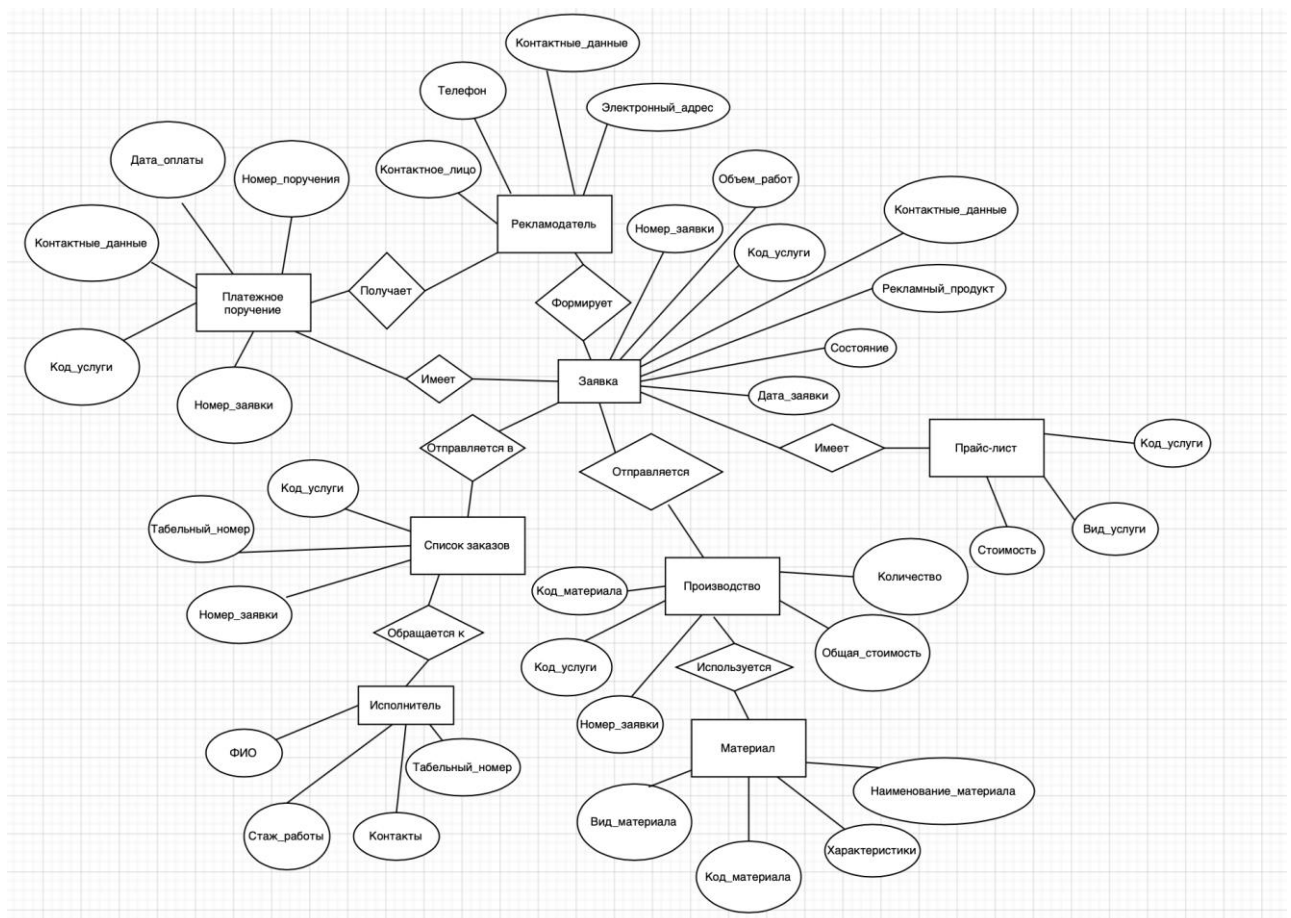 Контактные_данные
Телефон
Электронный_адрес
Дата_оплаты
Номер_поручения
Контактное_лицо
Объем_работ
Контактные_данные
Рекламодатель
Номер_заявки
Контактные_данные
Код_услуги
Платежное
поручение
Получает
Формирует
Рекламный_продукт
Состояние
Код_услуги
Имеет
Заявка
Дата_заявки
Номер_заявки
Отправляется в
Имеет
Прайс-лист
Код_услуги
Отправляется
Код_услуги
Табельный_номер
Вид_услуги
Список заказов
Стоимость
Количество
Производство
Код_материала
Номер_заявки
Обращается к
Общая_стоимость
Код_услуги
Используется
Исполнитель
Номер_заявки
Материал
ФИО
Табельный_номер
Наименование_материала
Вид_материала
Стаж_работы
Контакты
Характеристики
Код_материала